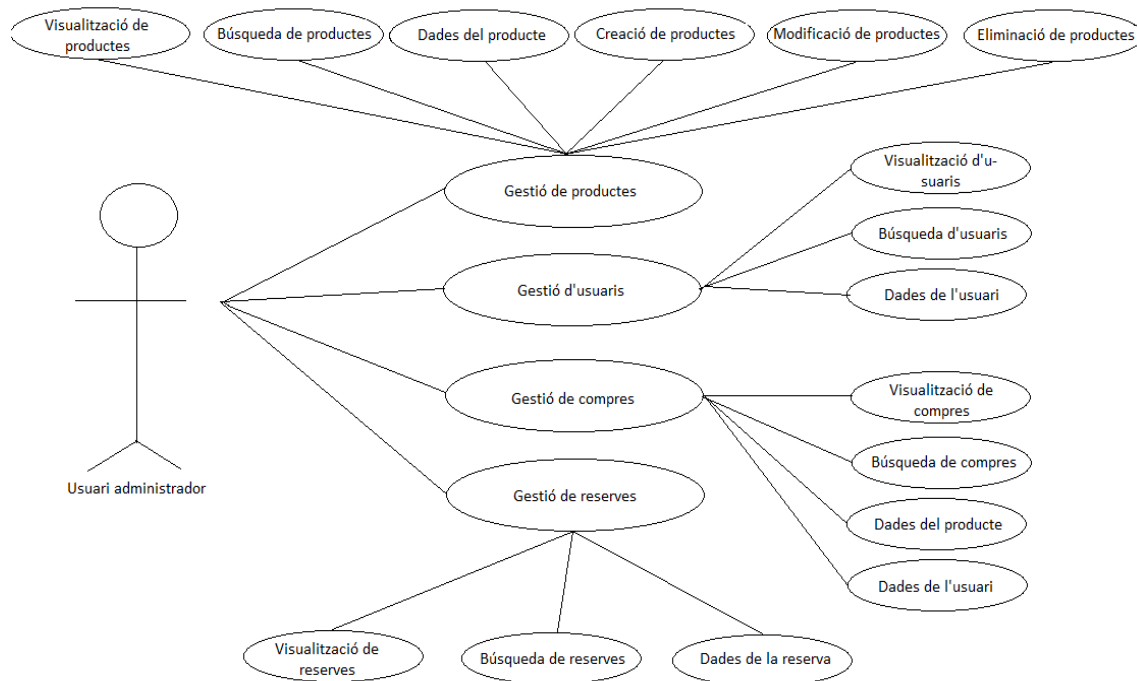 Visualització de
productes
Búsqueda de productes
Dades del producte
Creació de productes
Modificació de productes
Eliminació de productes
Gestió de productes
Visualització d'u-
suaris
Búsqueda d'usuaris
Gestió d'usuaris
Dades de l'usuari
Gestió de compres
Visualització de
compres
Búsqueda de compres
Usuari administrador
Gestió de reserves
Dades del producte
Dades de l'usuari
Visualització de
reserves
Búsqueda de reserves
Dades de la reserva